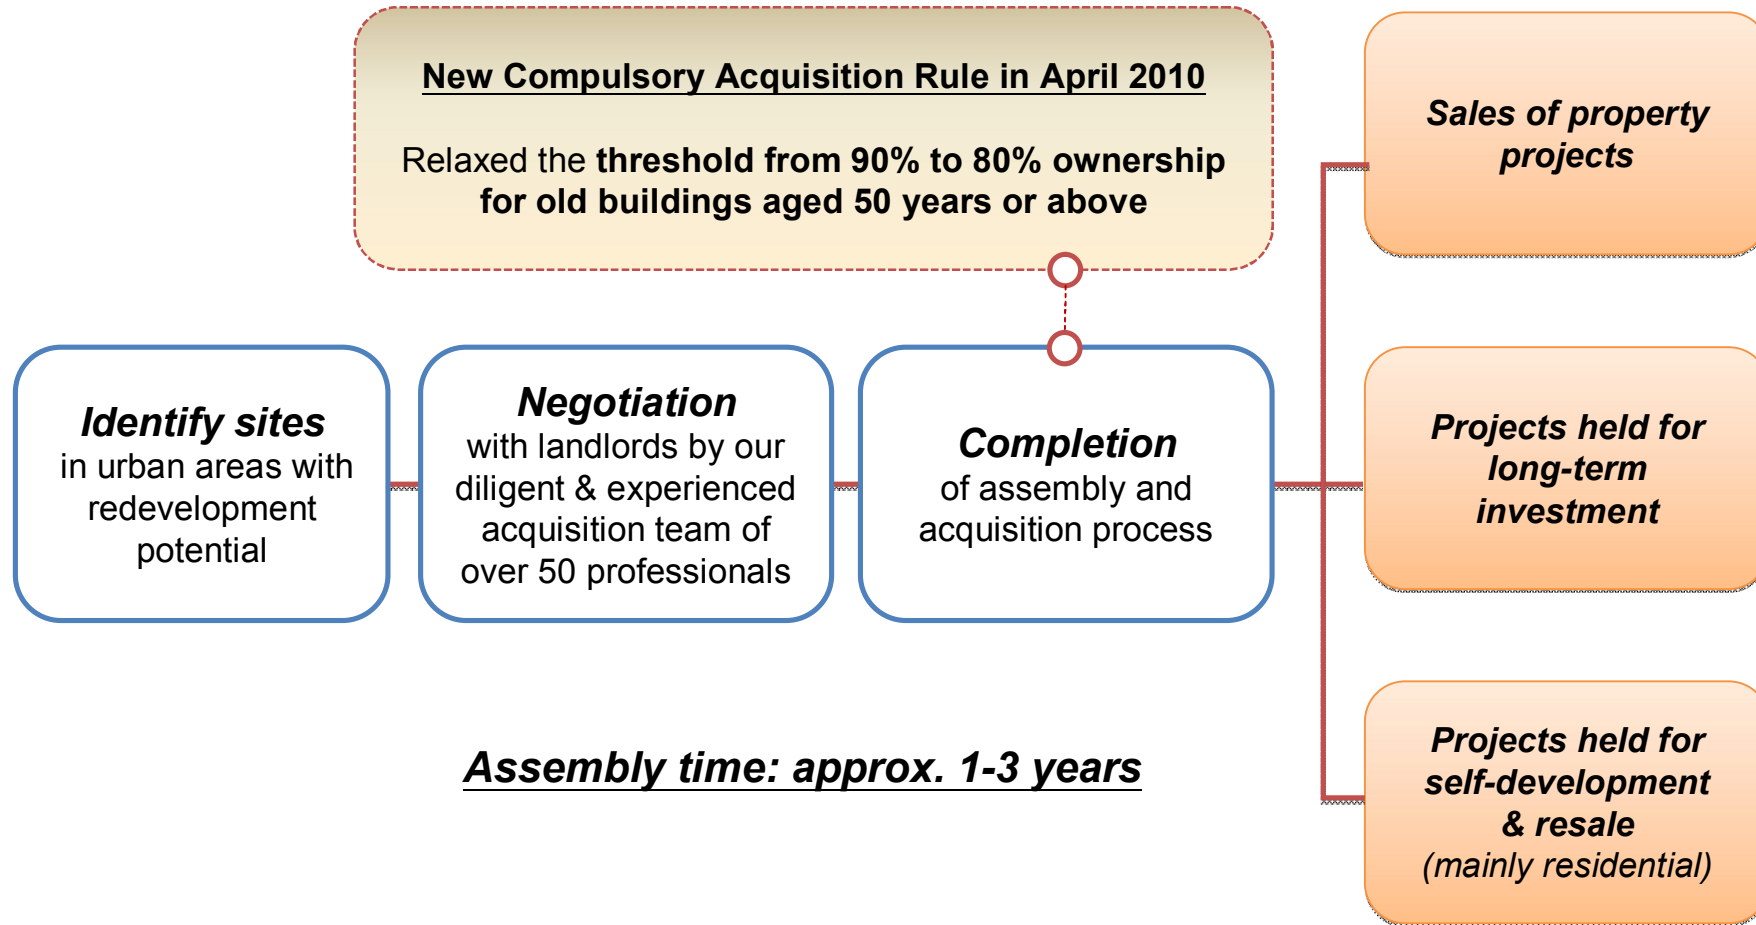 New Compulsory Acquisition Rule in April 2010
Relaxed the threshold from 90% to 80% ownership
for old buildings aged 50 years or above
Identify sites
in urban areas with
redevelopment
potential
Negotiation
with landlords by our
diligent & experienced
acquisition team of
over 50 professionals
Completion
of assembly and
acquisition process
Assembly time: approx. 1-3 years
Sales of property
projects
Projects held for
long-term
investment
Projects held for
self-development
& resale
(mainly residential)